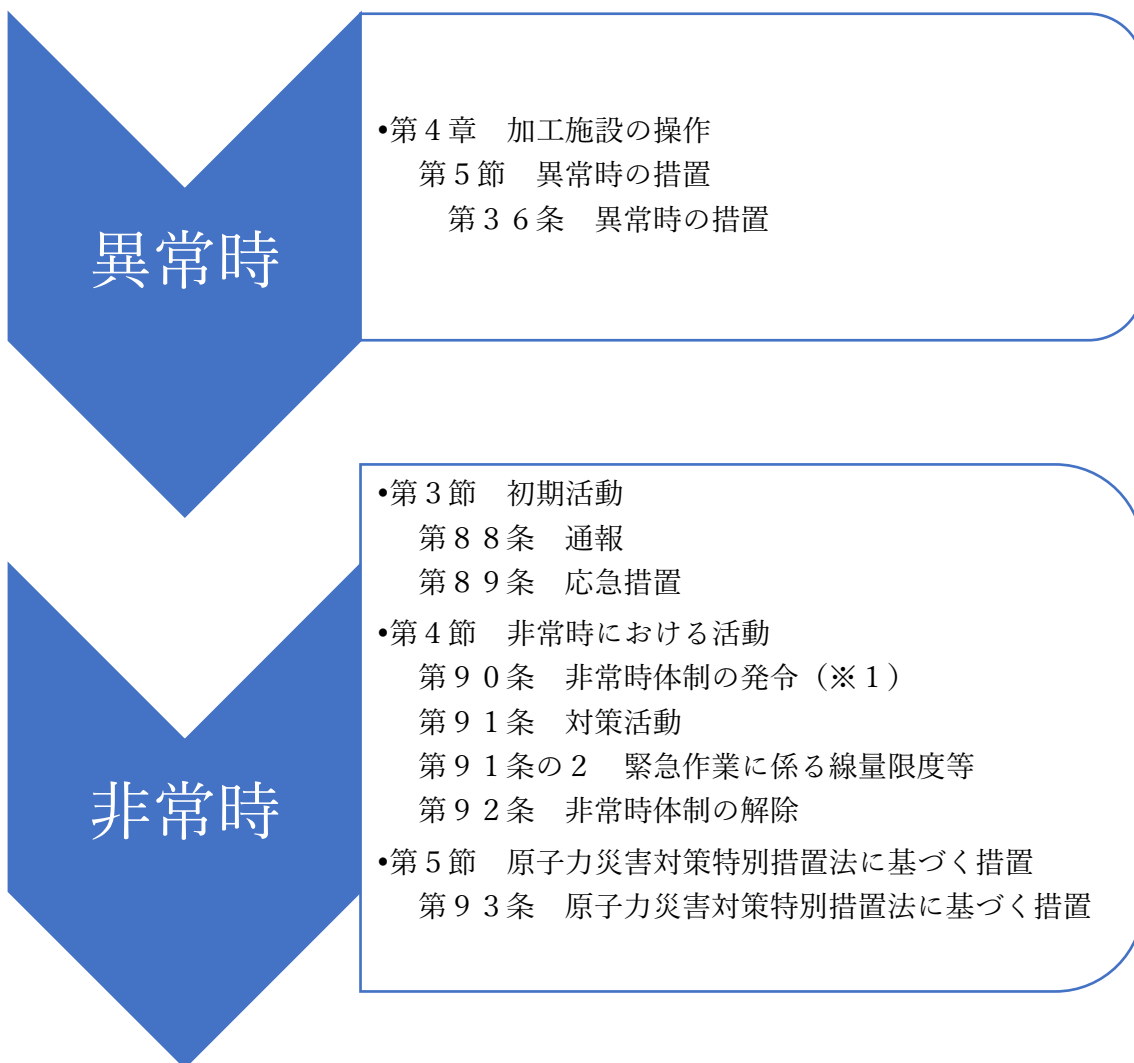 異常時
•第４章　加工施設の操作
第５節　異常時の措置
第３６条　異常時の措置
非常時
•第３節　初期活動
第８８条　通報
第８９条　応急措置
•第４節　非常時における活動
第９０条　非常時体制の発令（※１）
第９１条　対策活動
第９１条の２　緊急作業に係る線量限度等
第９２条　非常時体制の解除
•第５節　原子力災害対策特別措置法に基づく措置
第９３条　原子力災害対策特別措置法に基づく措置